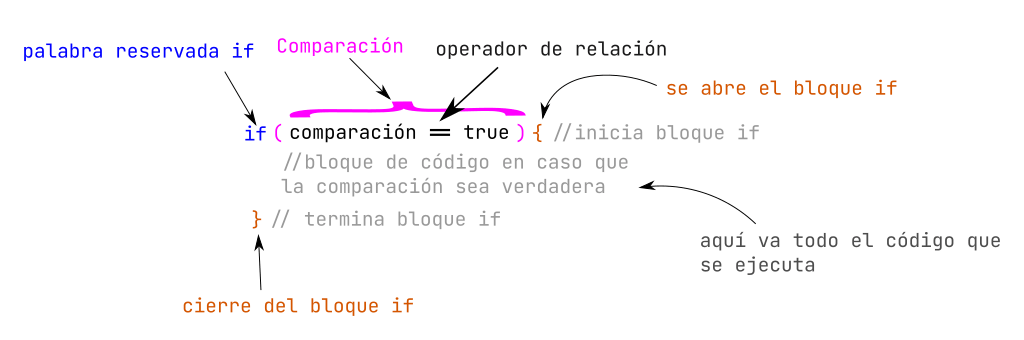 palabra reservada if
Comparación
operador de relación
se abre el bloque if
if(comparación == true){ //inicia bloque if
//bloque de código en caso que
la comparación sea verdadera
} // termina bloque if
aquí va todo el código que
se ejecuta
cierre del bloque if